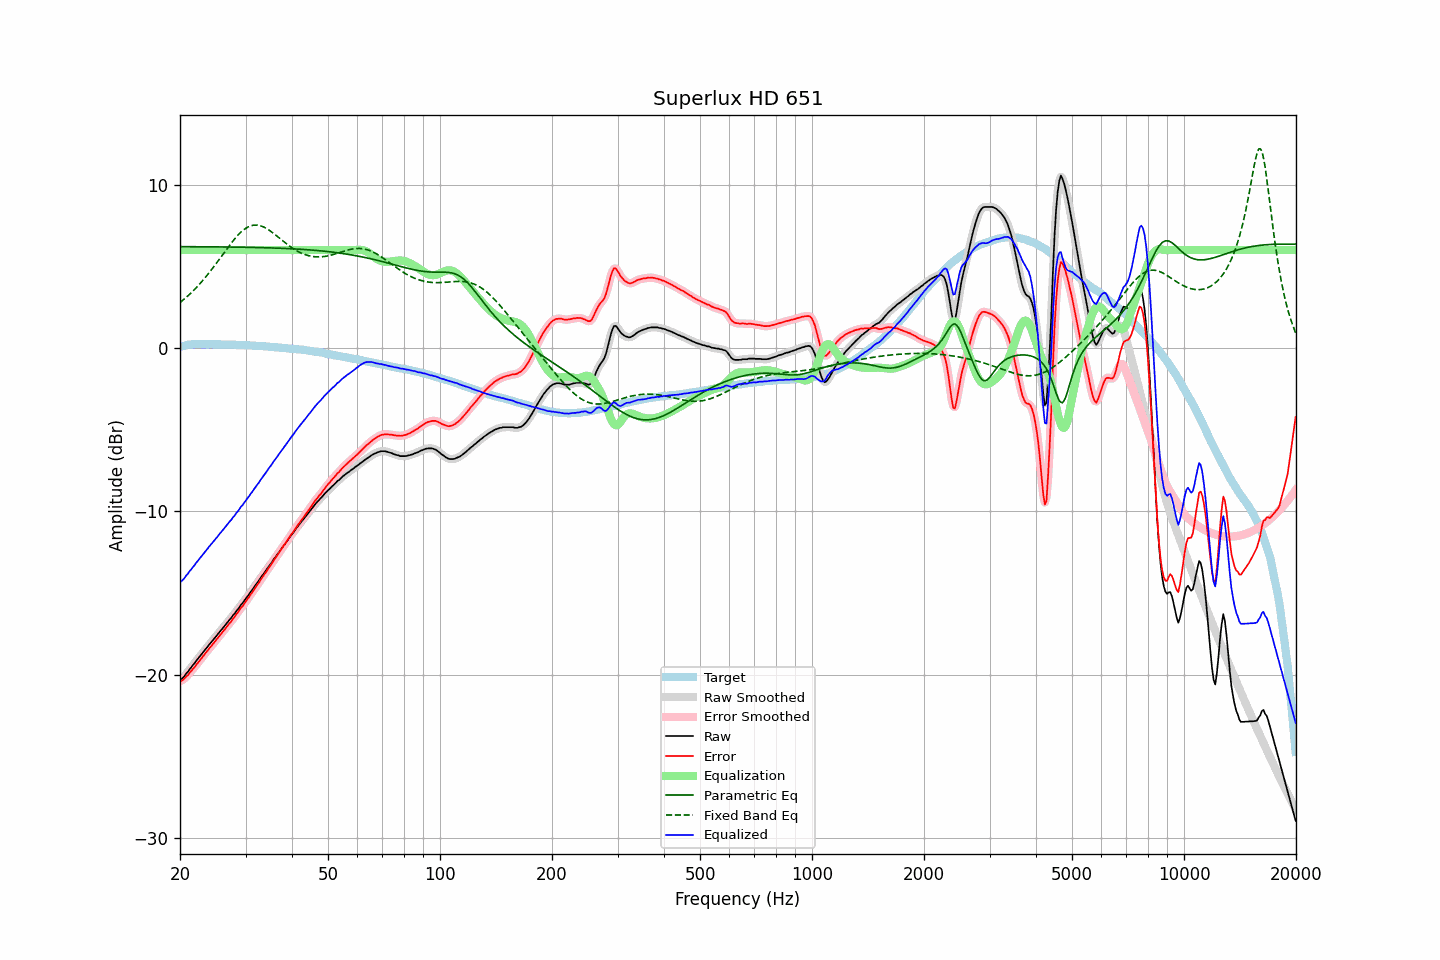 Superlux HD 651
Amplitude (dBr)
10
0
−10
−20
−30
Target
Raw Smoothed
Error Smoothed
Raw
Error
Equalization
Parametric Eq
Fixed Band Eq
Equalized
20 50 100 200 500 1000 2000 5000 10000 20000
Frequency (Hz)